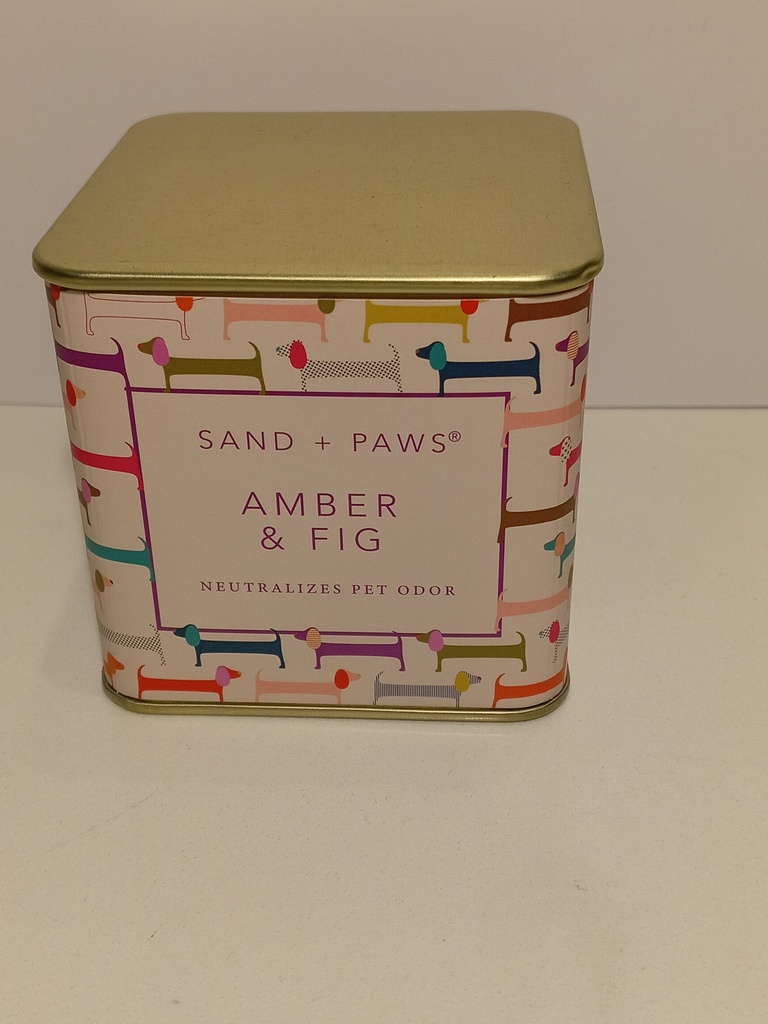 SAND + PAWS®
AMBER
& FIG
NEUTRALIZES PET ODOR